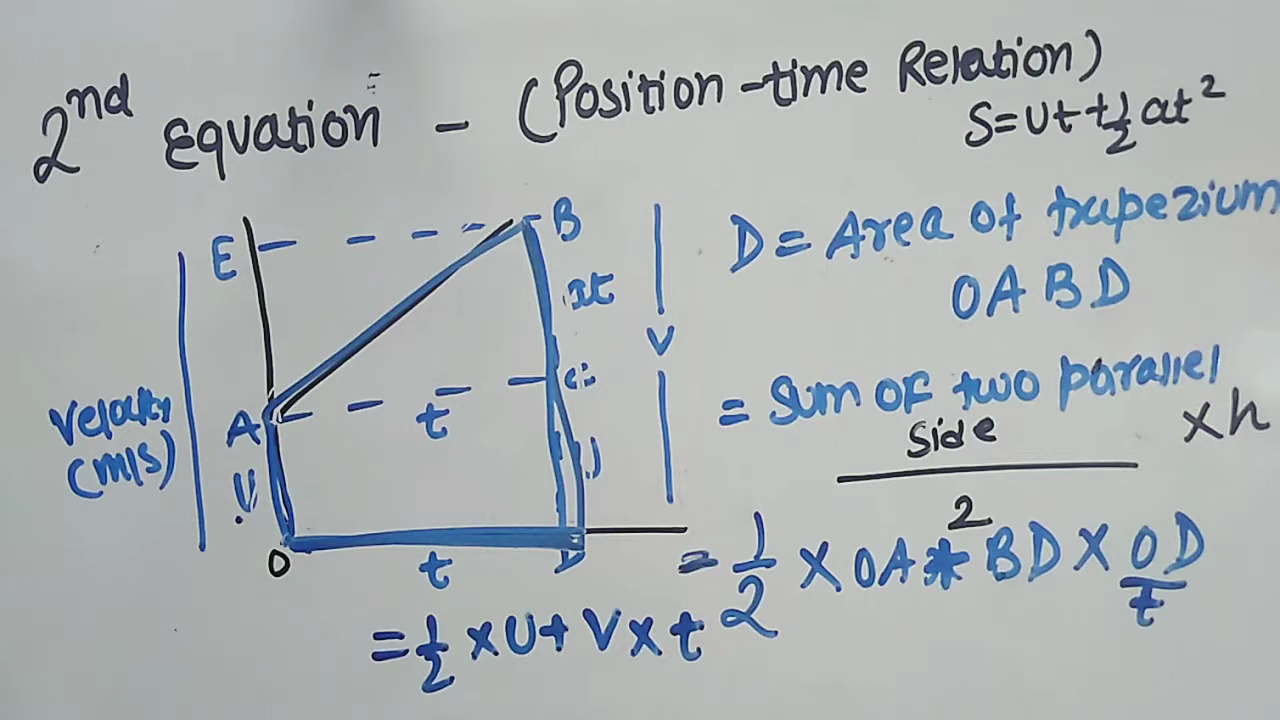 2nd Equation - (Position-time Relation)
S=Ut+½at²
E
B
at
V
D = Area of trapezium
OABD
C
Velocity
(m/s)
A
t
U
= Sum of two parallel
Side
× h
2
O
t
D
= ½ × OA * BD × OD
t
= ½ × U + V × t